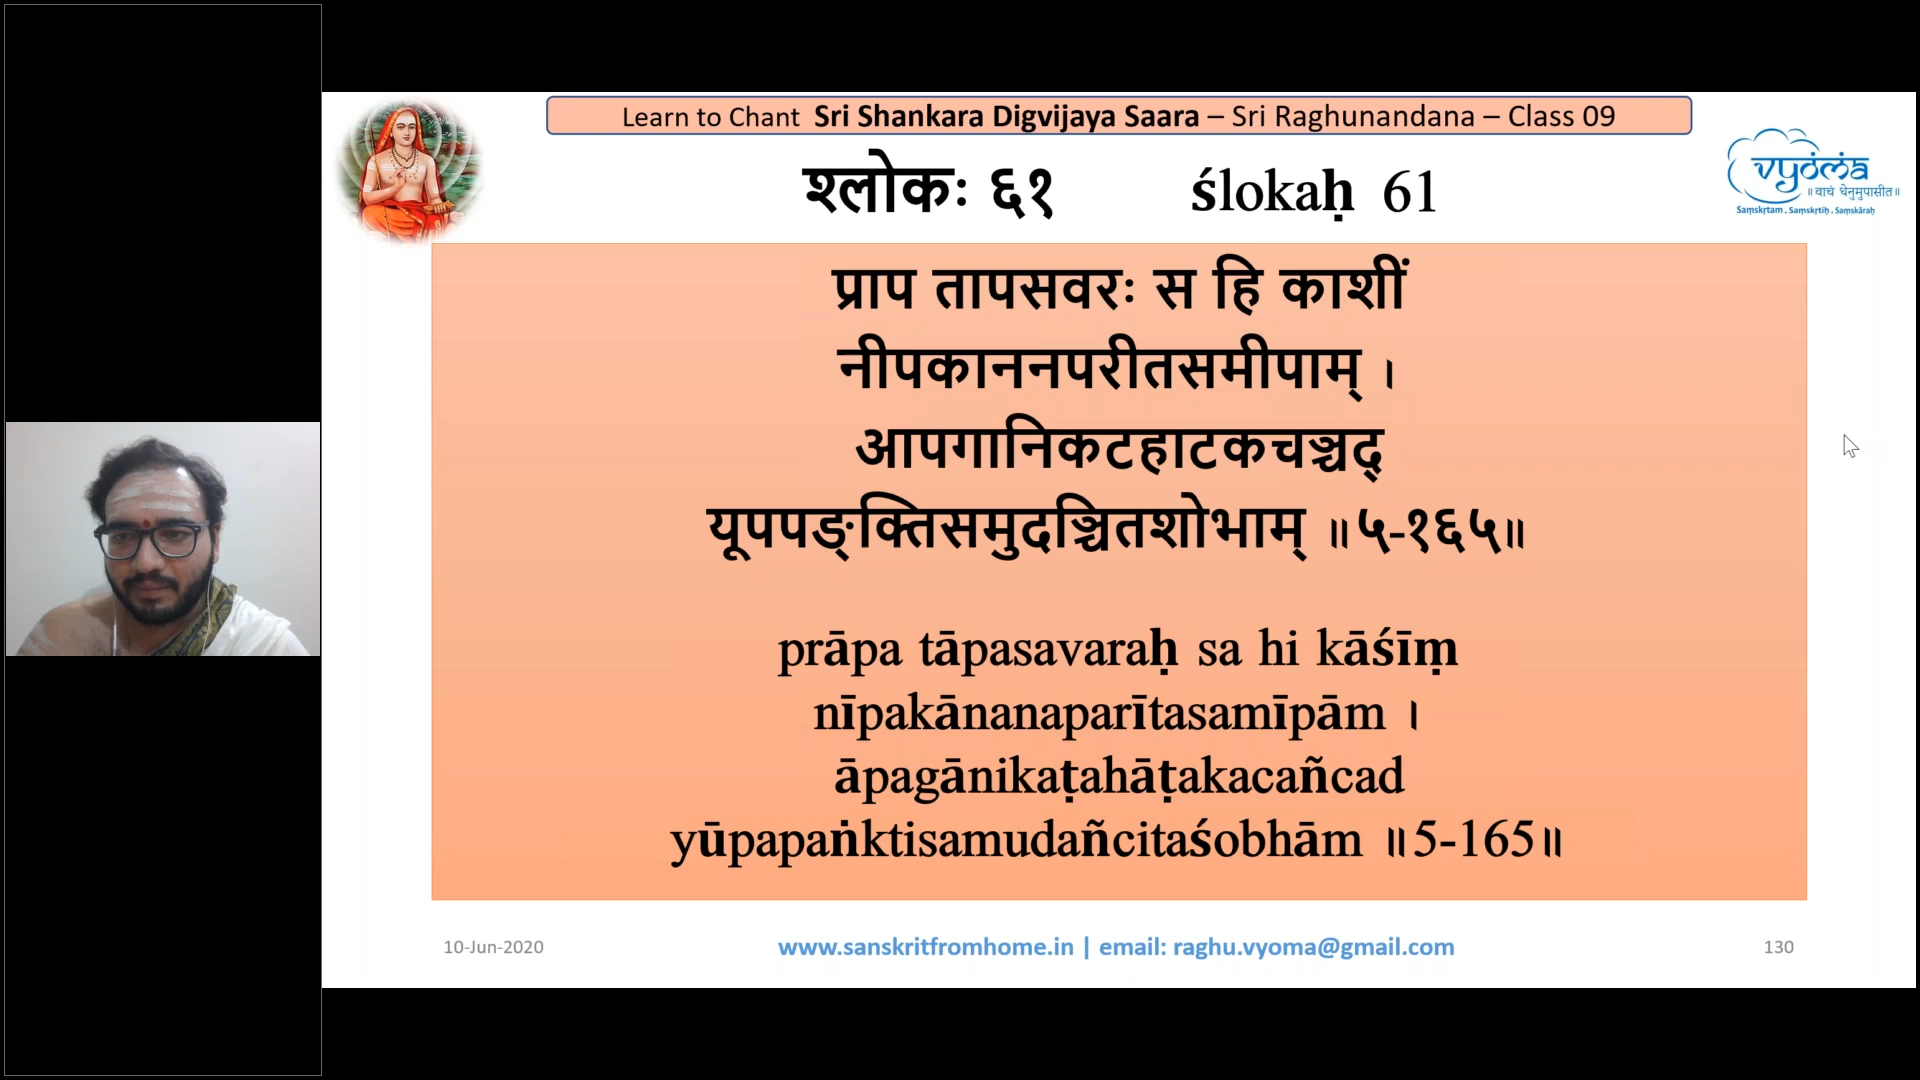 Learn to Chant Sri Shankara Digvijaya Saara – Sri Raghunandana – Class 09
vyoma
॥ वाचं धेनुमुपासीत॥
Saṃskṛtam . Saṃskṛtiḥ . Saṃskāraḥ
श्लोकः ६१ ślokaḥ 61
प्राप तापसवरः स हि काशीं
नीपकाननपरीतसमीपाम् ।
आपगानिकटहाटकचञ्चद्
यूपपङ्क्तिसमुदञ्चितशोभाम् ॥५-१६५॥
prāpa tāpasavaraḥ sa hi kāśīṃ
nīpakānanaparītasamīpām ।
āpagānikaṭahāṭakacañcad
yūpapaṅktisamudañcitaśobhām ॥5-165॥
10-Jun-2020 www.sanskritfromhome.in | email: raghu.vyoma@gmail.com 130